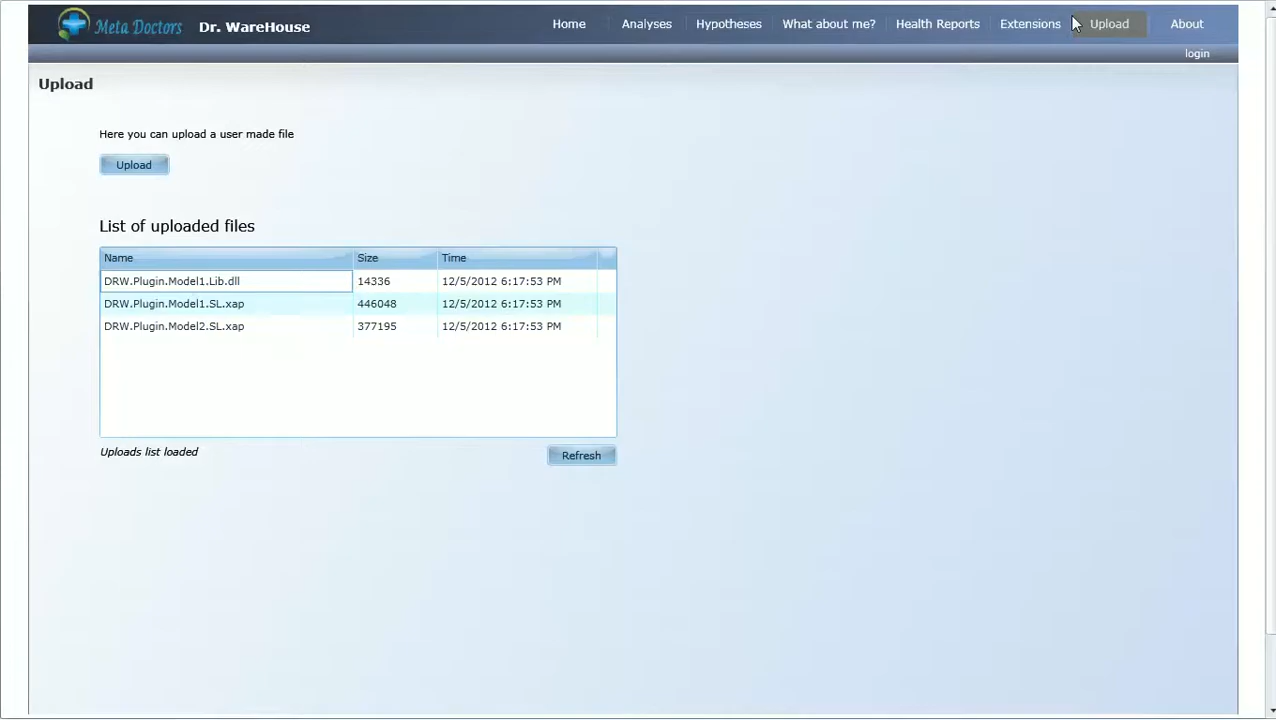 Meta Doctors Dr. WareHouse Home Analyses Hypotheses What about me? Health Reports Extensions Upload About
login
Upload
Here you can upload a user made file
Upload
List of uploaded files
Name Size Time
DRW.Plugin.Model1.Lib.dll 14336 12/5/2012 6:17:53 PM
DRW.Plugin.Model1.SL.xap 446048 12/5/2012 6:17:53 PM
DRW.Plugin.Model2.SL.xap 377195 12/5/2012 6:17:53 PM
Uploads list loaded Refresh